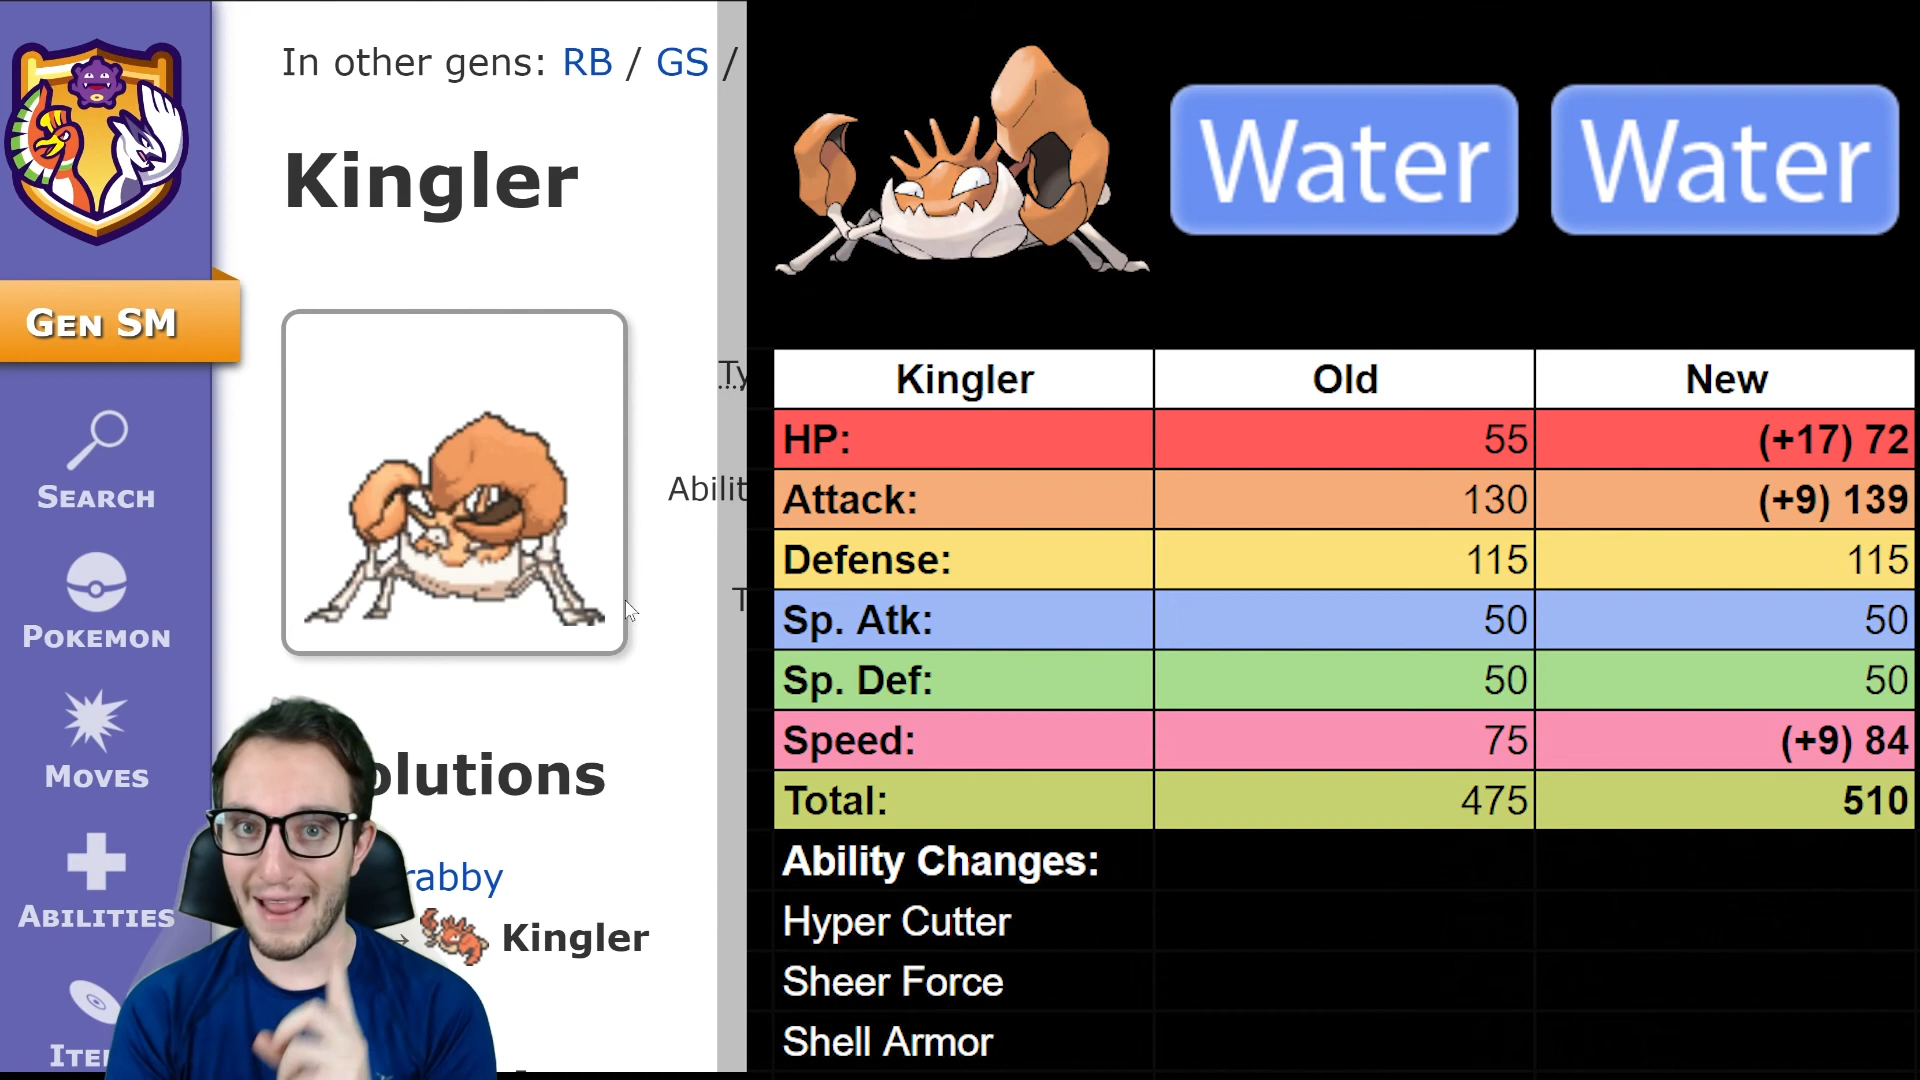 In other gens: RB / GS /
Kingler
GEN SM
SEARCH
POKEMON
MOVES
ABILITIES
Abilit
olutions
rabby
→ Kingler
Water Water
Kingler Old New
HP: 55 (+17) 72
Attack: 130 (+9) 139
Defense: 115 115
Sp. Atk: 50 50
Sp. Def: 50 50
Speed: 75 (+9) 84
Total: 475 510
Ability Changes:
Hyper Cutter
Sheer Force
Shell Armor